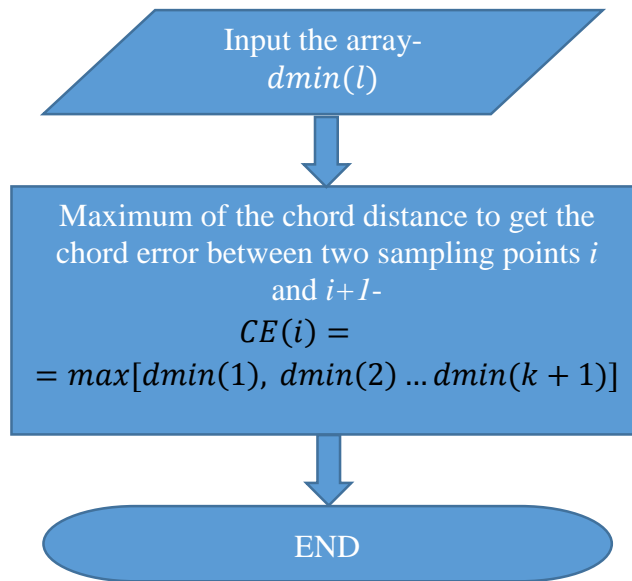 Input the array-
dmin(l)
Maximum of the chord distance to get the
chord error between two sampling points i
and i+1-
CE(i) =
= max[dmin(1), dmin(2) … dmin(k + 1)]
END